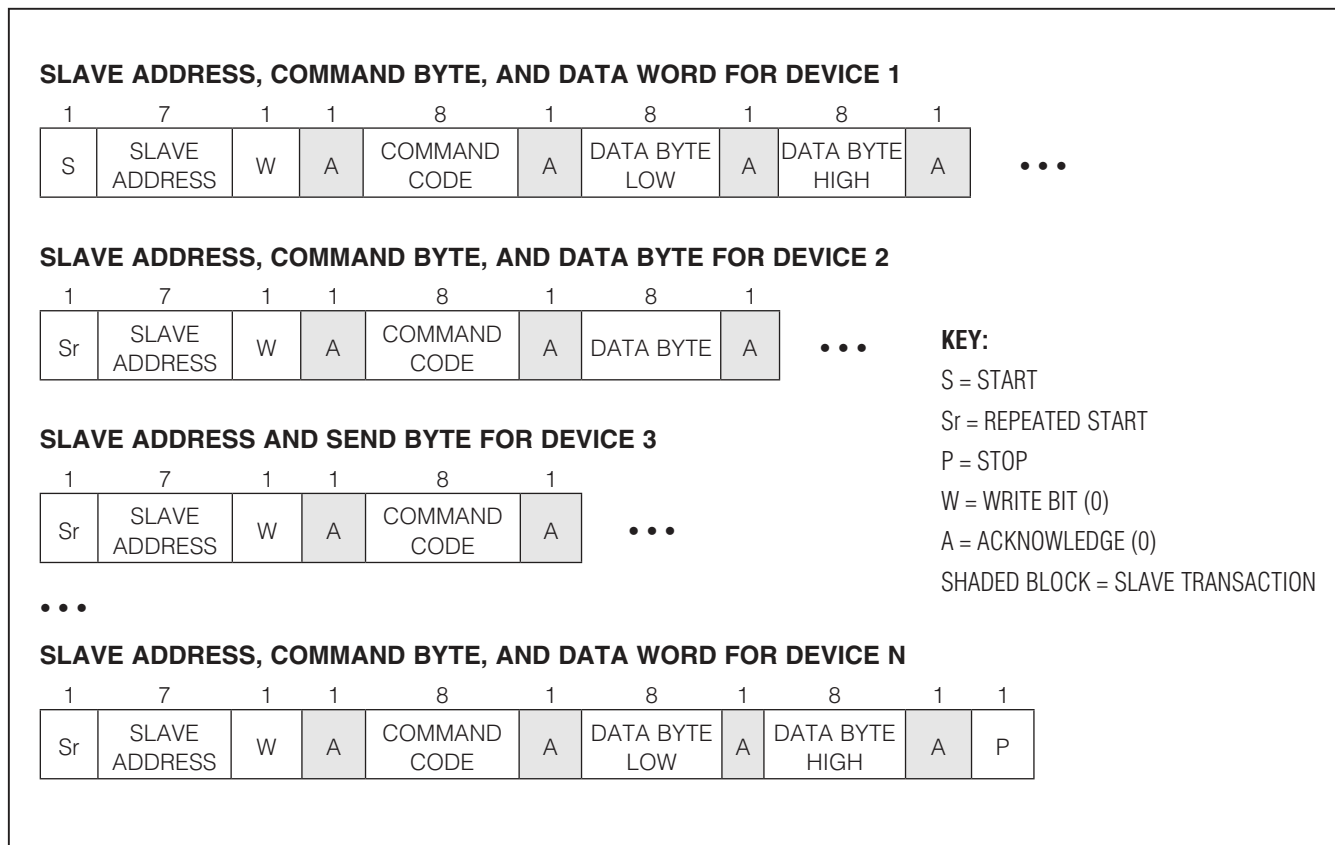 SLAVE ADDRESS, COMMAND BYTE, AND DATA WORD FOR DEVICE 1
1 7 1 1 8 1 8 1 8 1
S SLAVE ADDRESS W A COMMAND CODE A DATA BYTE LOW A DATA BYTE HIGH A • • •
SLAVE ADDRESS, COMMAND BYTE, AND DATA BYTE FOR DEVICE 2
1 7 1 1 8 1 8 1
Sr SLAVE ADDRESS W A COMMAND CODE A DATA BYTE A • • •
SLAVE ADDRESS AND SEND BYTE FOR DEVICE 3
1 7 1 1 8 1
Sr SLAVE ADDRESS W A COMMAND CODE A • • •
• • •
SLAVE ADDRESS, COMMAND BYTE, AND DATA WORD FOR DEVICE N
1 7 1 1 8 1 8 1 8 1 1
Sr SLAVE ADDRESS W A COMMAND CODE A DATA BYTE LOW A DATA BYTE HIGH A P
KEY:
S = START
Sr = REPEATED START
P = STOP
W = WRITE BIT (0)
A = ACKNOWLEDGE (0)
SHADED BLOCK = SLAVE TRANSACTION